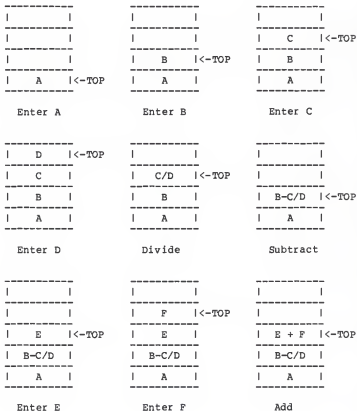 A <-TOP
Enter A
B <-TOP
A
Enter B
C <-TOP
B
A
Enter C
D <-TOP
C
B
A
Enter D
C/D <-TOP
B
A
Divide
B-C/D <-TOP
A
Subtract
E <-TOP
B-C/D
A
Enter E
F <-TOP
E
B-C/D
A
Enter F
E + F <-TOP
B-C/D
A
Add